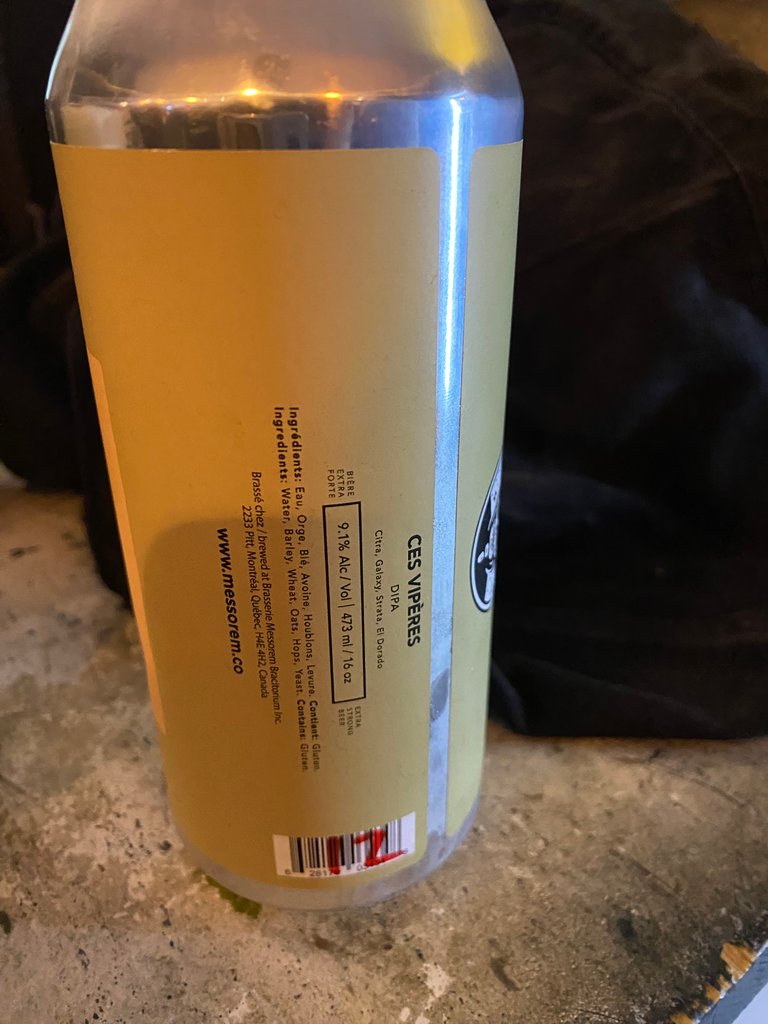 CES VIPÈRES
DIPA
Citra, Galaxy, Strata, El Dorado
BIÈRE
EXTRA
FORTE
9.1% Alc / Vol | 473 ml / 16 oz
EXTRA
STRONG
BEER
Ingrédients: Eau, Orge, Blé, Avoine, Houblons, Levure. Contient: Gluten.
Ingredients: Water, Barley, Wheat, Oats, Hops, Yeast. Contains: Gluten.
Brassé chez / brewed at Brasserie Messorem Bracitorium Inc.
2233 Pitt, Montréal, Québec, H4E 4H2, Canada
www.messorem.co